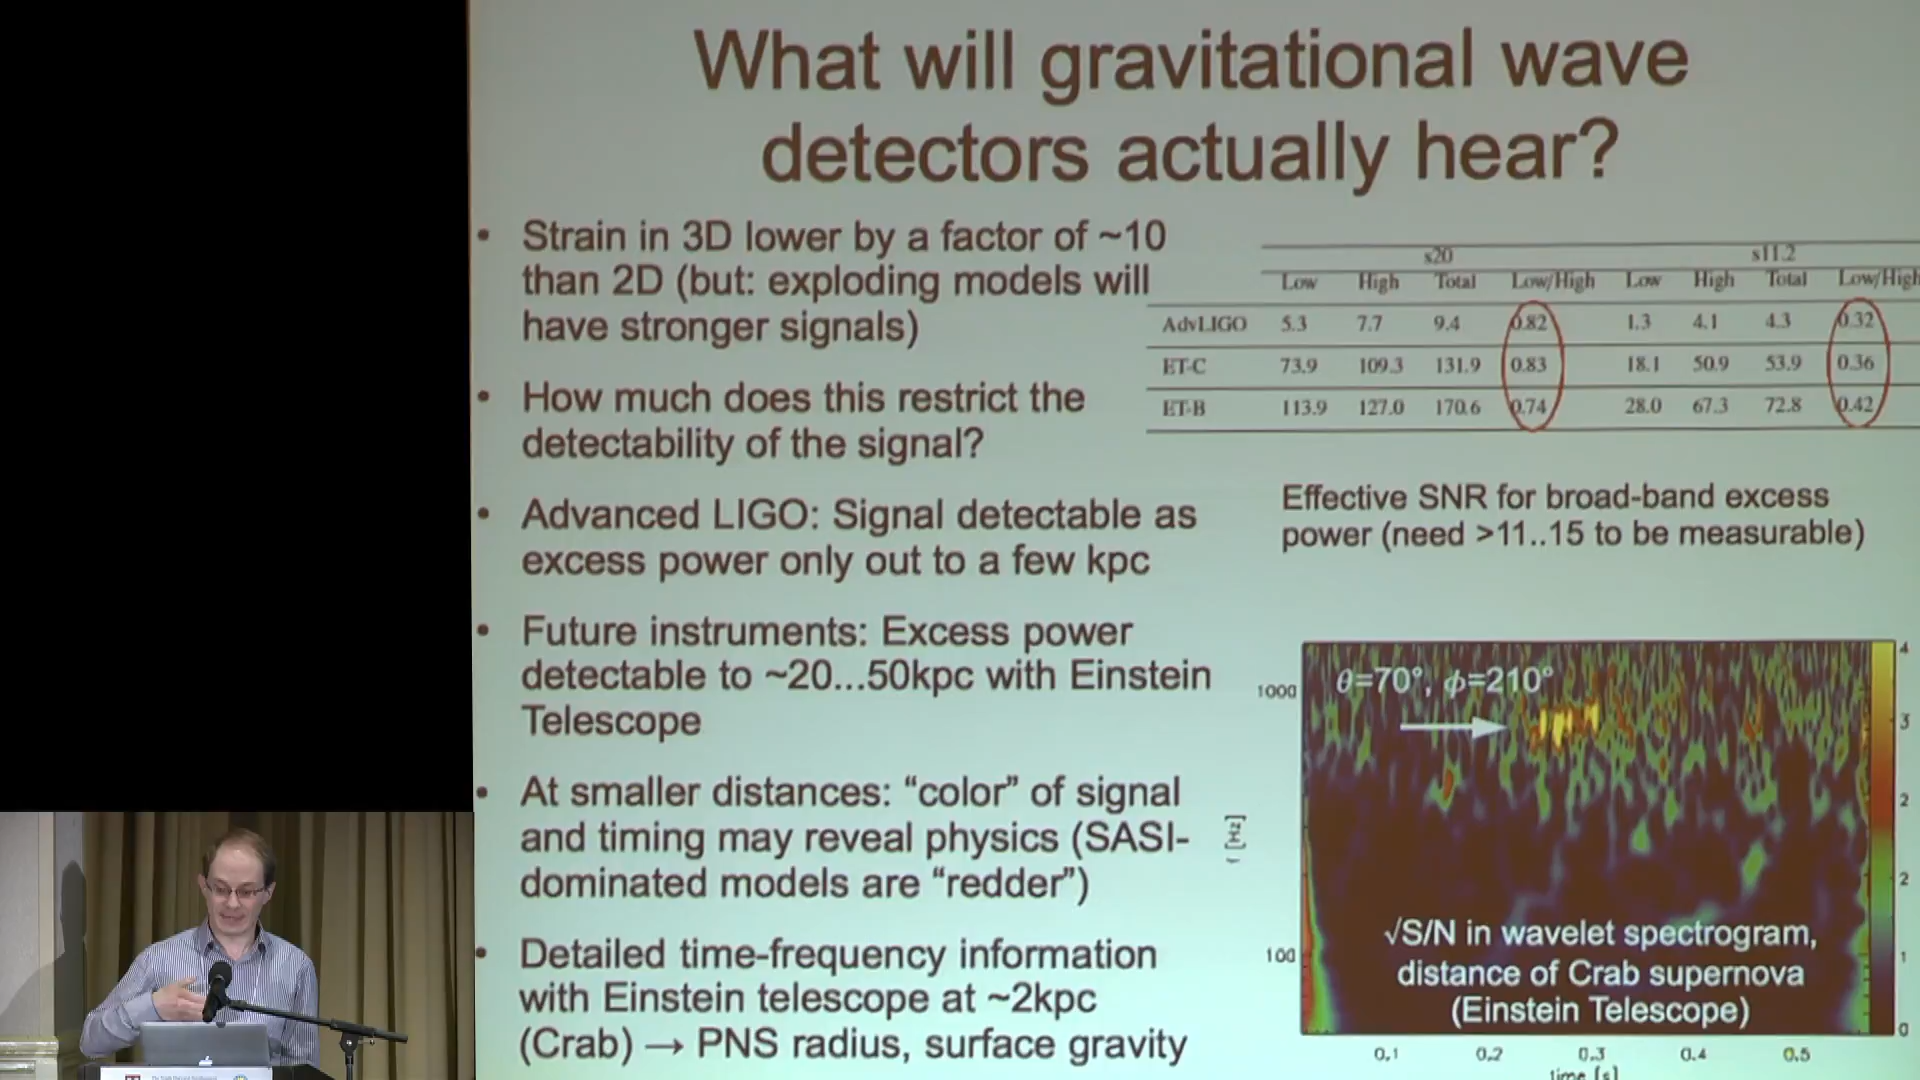 What will gravitational wave
detectors actually hear?
• Strain in 3D lower by a factor of ~10
than 2D (but: exploding models will
have stronger signals)
• How much does this restrict the
detectability of the signal?
• Advanced LIGO: Signal detectable as
excess power only out to a few kpc
• Future instruments: Excess power
detectable to ~20...50kpc with Einstein
Telescope
• At smaller distances: “color” of signal
and timing may reveal physics (SASI-
dominated models are “redder”)
• Detailed time-frequency information
with Einstein telescope at ~2kpc
(Crab) → PNS radius, surface gravity
s20 s11.2
Low High Total Low/High Low High Total Low/High
AdvLIGO 5.3 7.7 9.4 0.82 1.3 4.1 4.3 0.32
ET-C 73.9 109.3 131.9 0.83 18.1 50.9 53.9 0.36
ET-B 113.9 127.0 170.6 0.74 28.0 67.3 72.8 0.42
Effective SNR for broad-band excess
power (need >11..15 to be measurable)
θ=70°, ϕ=210°
1000
100
[Hz]
√S/N in wavelet spectrogram,
distance of Crab supernova
(Einstein Telescope)
4
3
2
2
1
0
0.1 0.2 0.3 0.4 0.5
time [s]